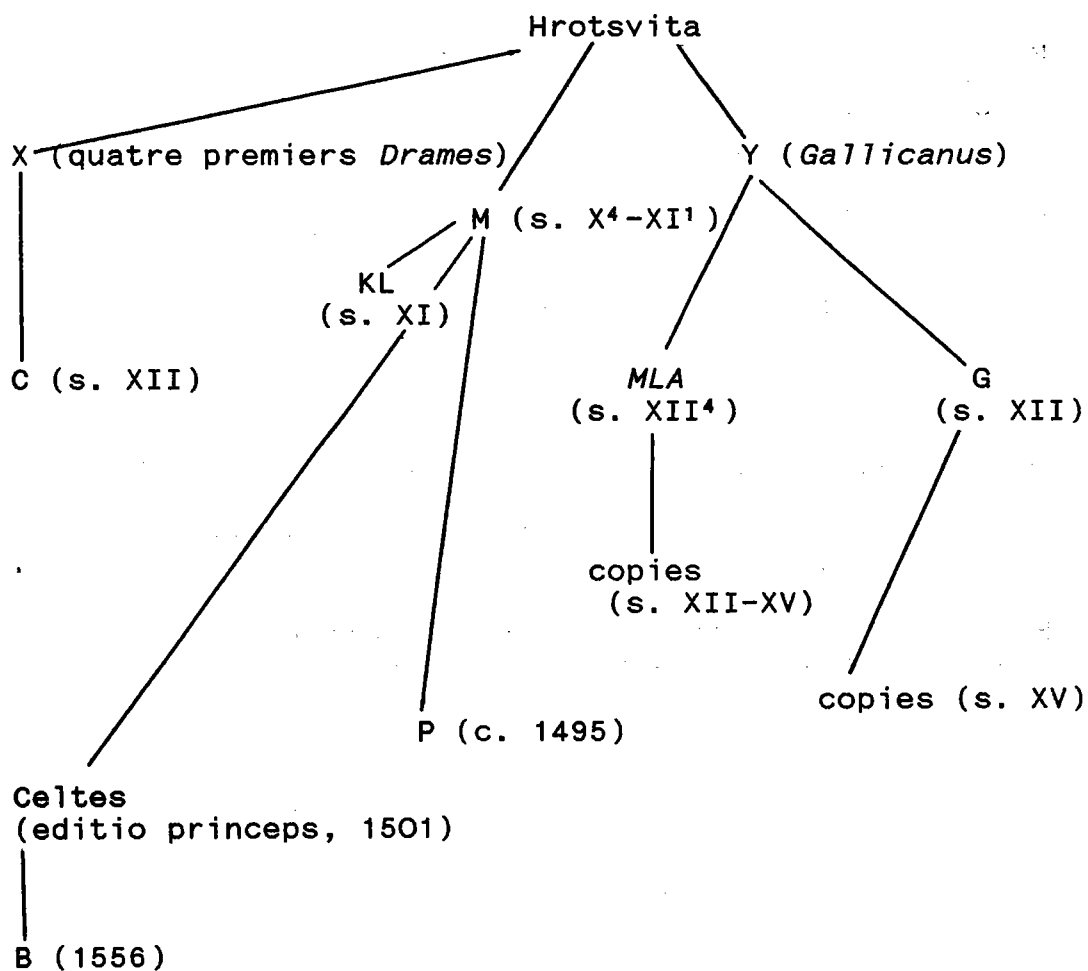 Hrotsvita
X (quatre premiers Drames)
Y (Gallicanus)
M (s. X⁴-XI¹)
KL
(s. XI)
C (s. XII)
MLA
(s. XII⁴)
G
(s. XII)
copies
(s. XII-XV)
copies (s. XV)
P (c. 1495)
Celtes
(editio princeps, 1501)
B (1556)